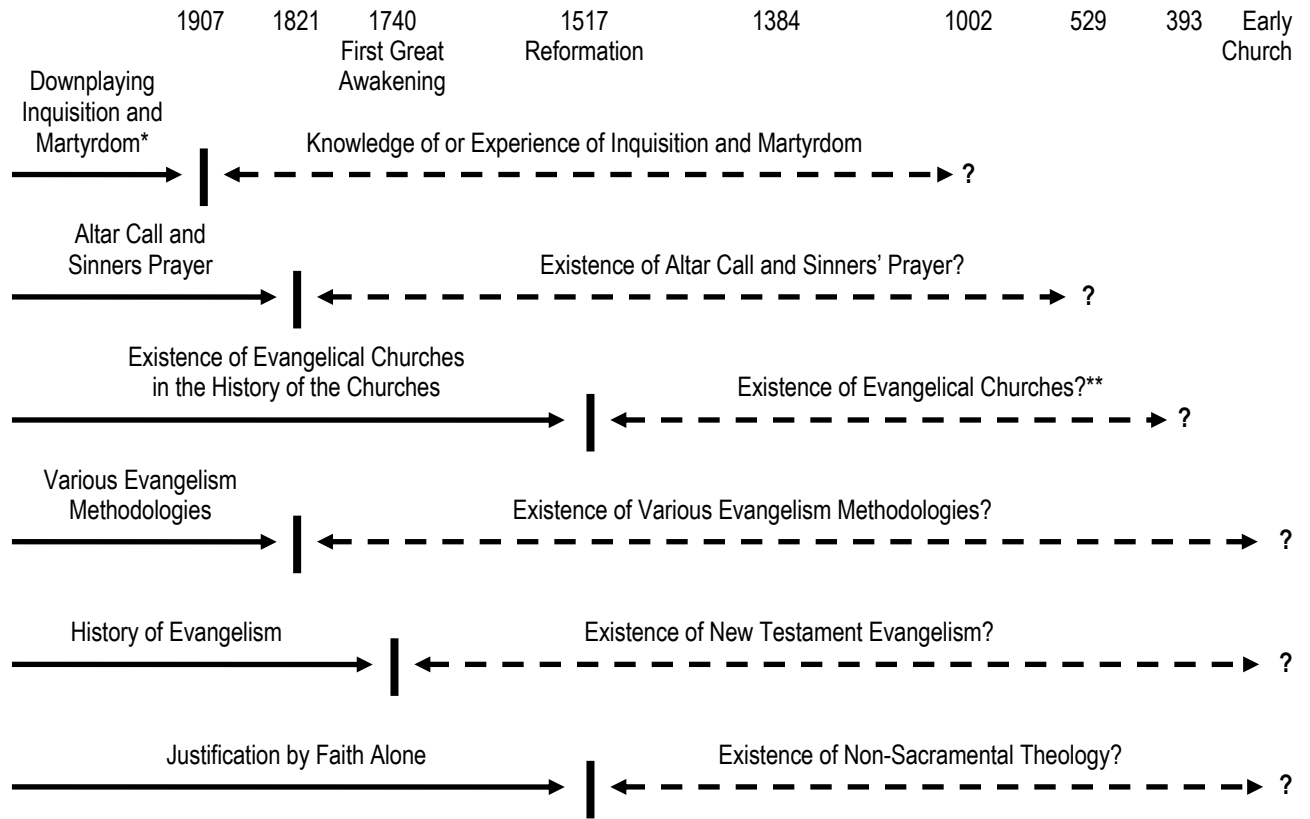 1907 1821 1740 1517 1384 1002 529 393 Early
First Great Reformation Church
Awakening
Downplaying
Inquisition and
Martyrdom* Knowledge of or Experience of Inquisition and Martyrdom
?
Altar Call and
Sinners Prayer Existence of Altar Call and Sinners’ Prayer?
?
Existence of Evangelical Churches
in the History of the Churches Existence of Evangelical Churches?**
?
Various Evangelism
Methodologies Existence of Various Evangelism Methodologies?
?
History of Evangelism Existence of New Testament Evangelism?
?
Justification by Faith Alone Existence of Non-Sacramental Theology?
?